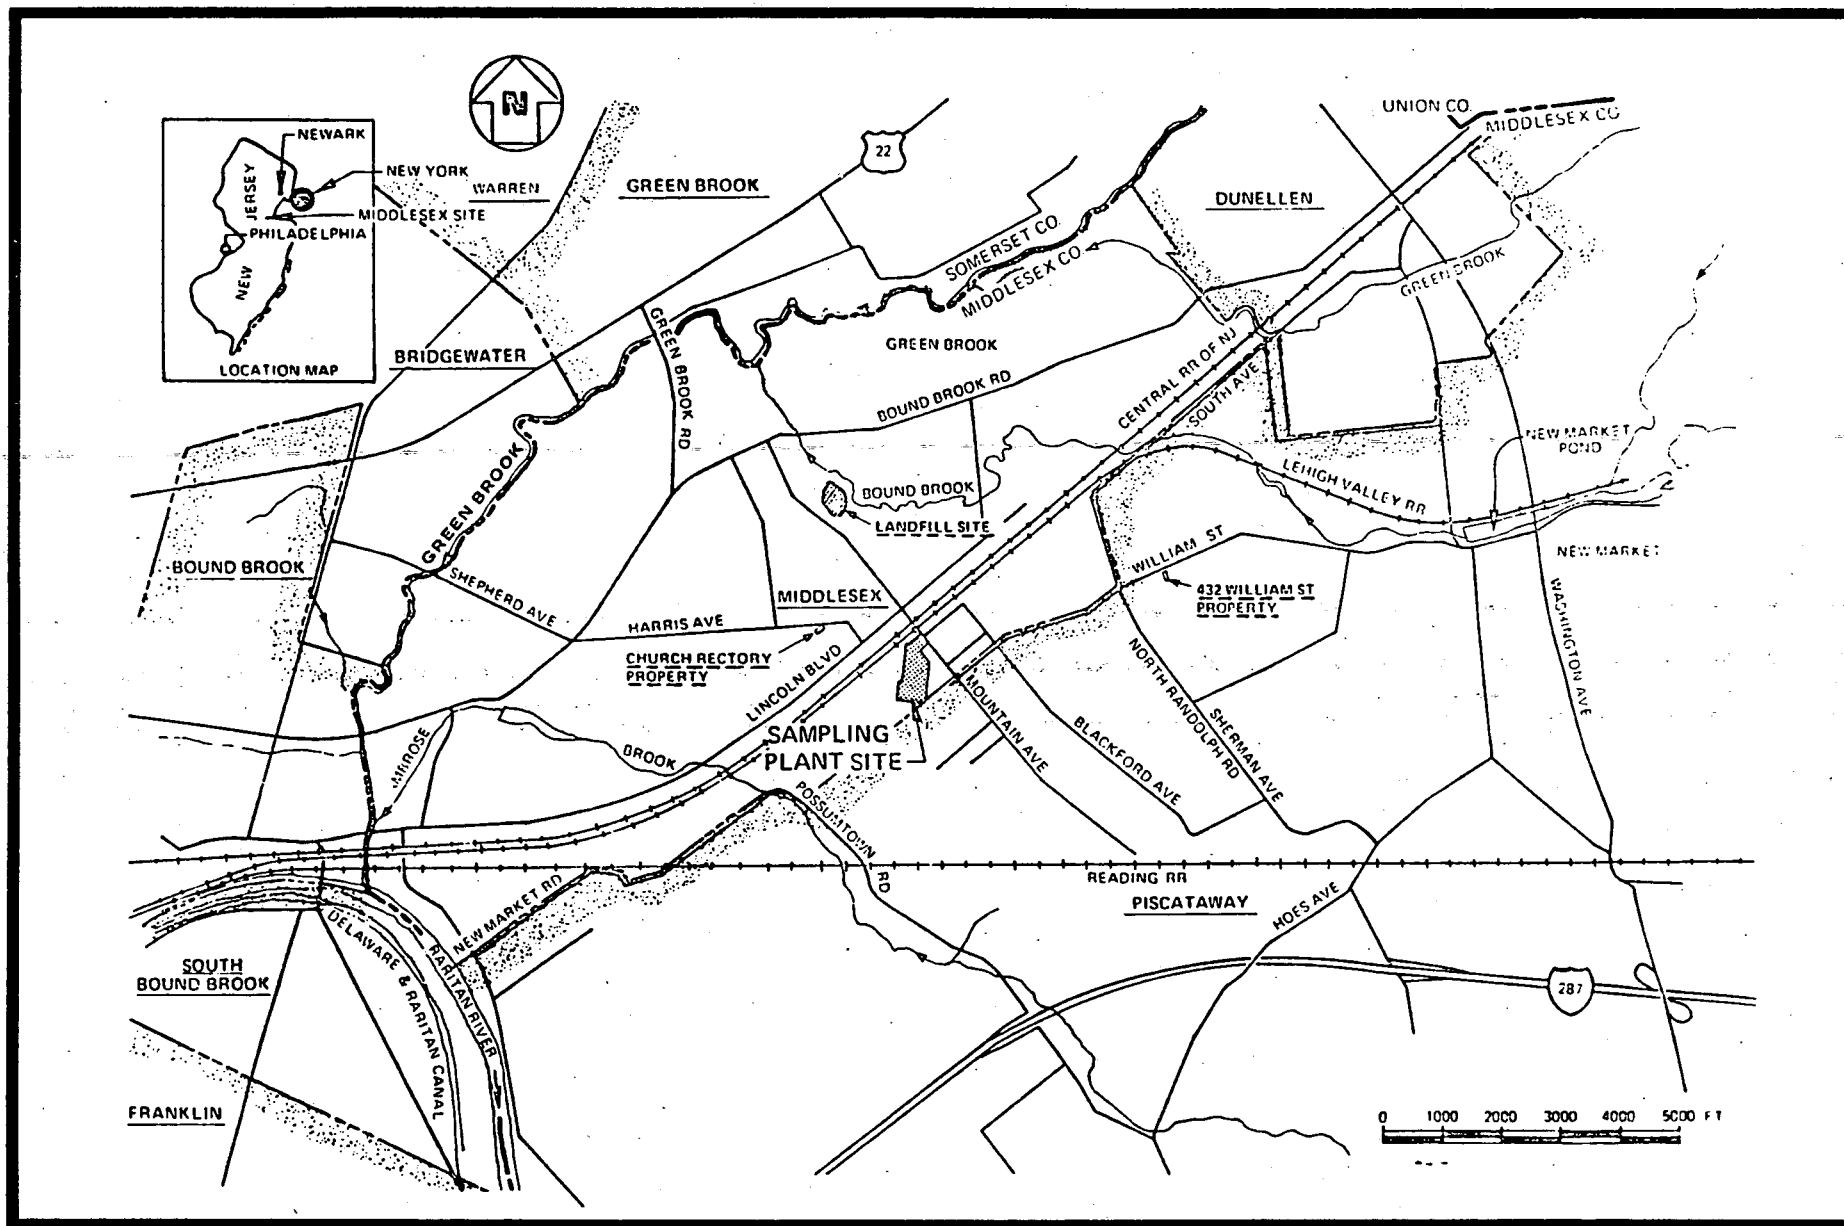 N
NEWARK
NEW YORK
MIDDLESEX SITE
PHILADELPHIA
NEW
JERSEY
LOCATION MAP
WARREN
GREEN BROOK
22
UNION CO.
MIDDLESEX CO
DUNELLEN
SOMERSET CO.
MIDDLESEX CO.
GREEN BROOK
BRIDGEWATER
GREEN BROOK RD
GREEN BROOK
BOUND BROOK RD
CENTRAL RR OF NJ
SOUTH AVE
NEW MARKET
POND
LEHIGH VALLEY RR
GREEN BROOK
BOUND BROOK
LANDFILL SITE
BOUND BROOK
SHEPHERD AVE
WILLIAM ST
NEW MARKET
432 WILLIAM ST
PROPERTY
WASHINGTON AVE
MIDDLESEX
HARRIS AVE
CHURCH RECTORY
PROPERTY
LINCOLN BLVD
SAMPLING
PLANT SITE
MOUNTAIN AVE
BLACKFORD AVE
NORTH RANDOLPH RD
SHERMAN AVE
BROOK
POSSUMTOWN
RD
READING RR
PISCATAWAY
HOES AVE
NEW MARKET RD
SOUTH
BOUND BROOK
DELAWARE & RARITAN CANAL
RARITAN RIVER
287
FRANKLIN
0 1000 2000 3000 4000 5000 FT